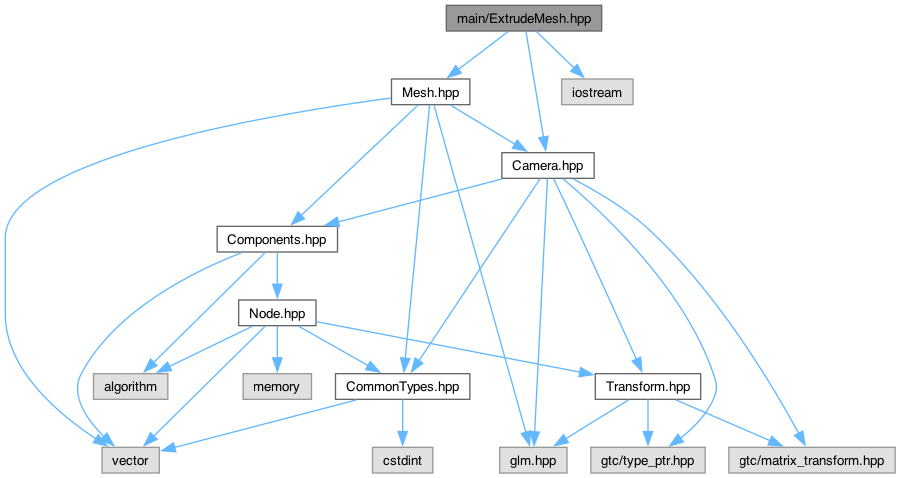 main/ExtrudeMesh.hpp
Mesh.hpp
iostream
Camera.hpp
Components.hpp
Node.hpp
algorithm
memory
CommonTypes.hpp
Transform.hpp
vector
cstdint
glm.hpp
gtc/type_ptr.hpp
gtc/matrix_transform.hpp